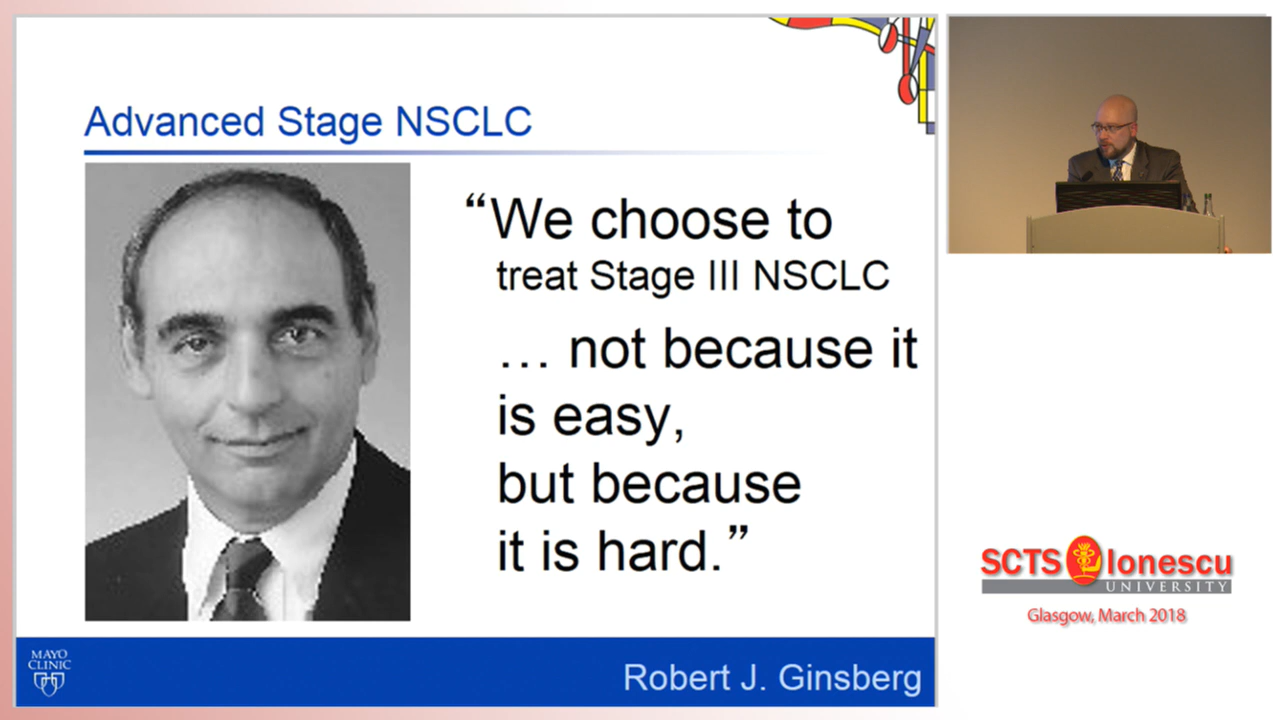 Advanced Stage NSCLC
“We choose to
treat Stage III NSCLC
… not because it
is easy,
but because
it is hard.”
MAYO
CLINIC
Robert J. Ginsberg
SCTS Ionescu
UNIVERSITY
Glasgow, March 2018